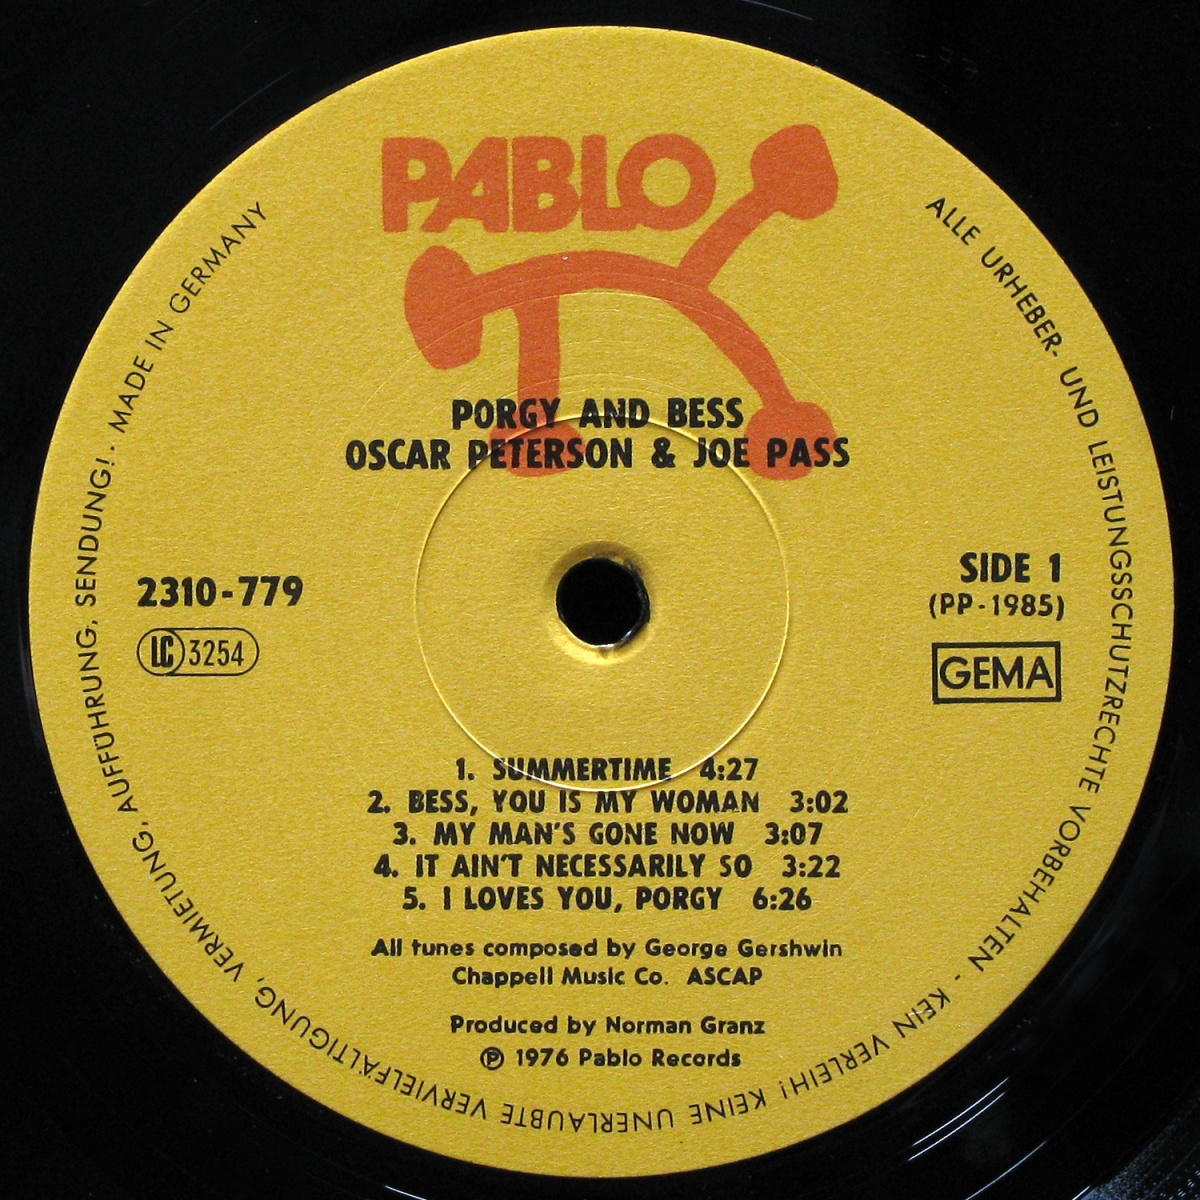 PABLO
PORGY AND BESS
OSCAR PETERSON & JOE PASS
2310-779
LC 3254
SIDE 1
(PP-1985)
GEMA
1. SUMMERTIME 4:27
2. BESS, YOU IS MY WOMAN 3:02
3. MY MAN'S GONE NOW 3:07
4. IT AIN'T NECESSARILY SO 3:22
5. I LOVES YOU, PORGY 6:26
All tunes composed by George Gershwin
Chappell Music Co. ASCAP
Produced by Norman Granz
℗ 1976 Pablo Records
ALLE URHEBER- UND LEISTUNGSSCHUTZRECHTE VORBEHALTEN - KEIN VERLEIH! KEINE UNERLAUBTE VERVIELFÄLTIGUNG, VERMIETUNG, AUFFÜHRUNG, SENDUNG! · MADE IN GERMANY